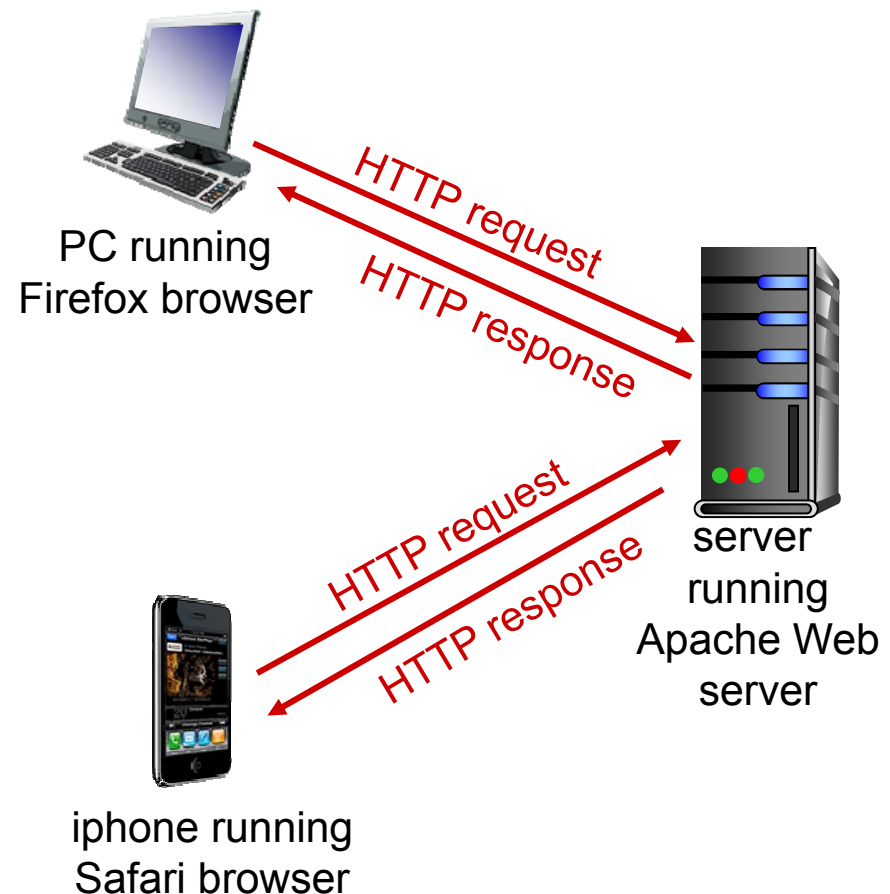 HTTP request
HTTP response
PC running
Firefox browser
HTTP request
HTTP response
server
running
Apache Web
server
iphone running
Safari browser